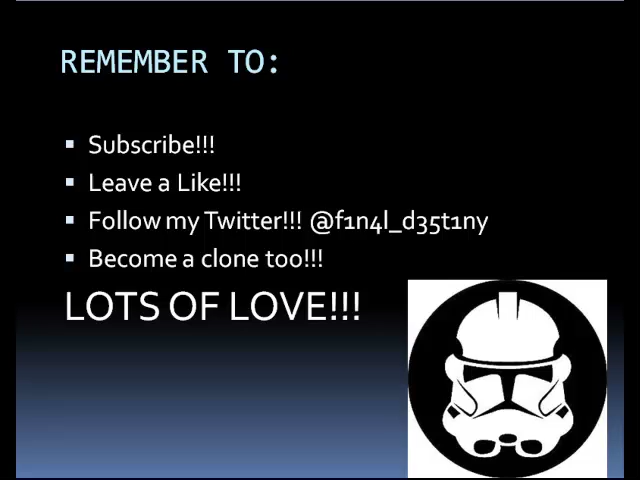 REMEMBER TO:
Subscribe!!!
Leave a Like!!!
Follow my Twitter!!! @f1n4l_d35t1ny
Become a clone too!!!
LOTS OF LOVE!!!